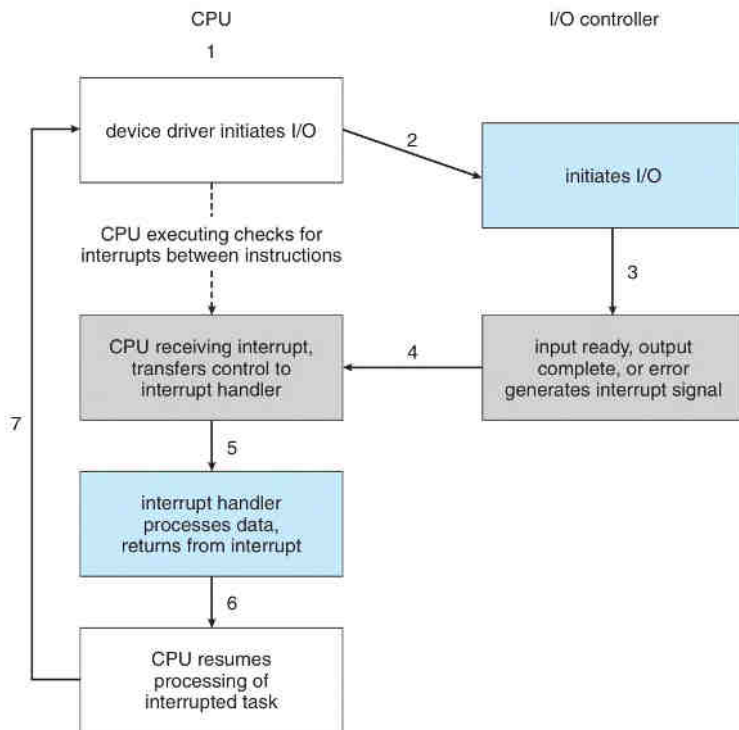 CPU
I/O controller
1
device driver initiates I/O
2
initiates I/O
CPU executing checks for
interrupts between instructions
3
CPU receiving interrupt,
transfers control to
interrupt handler
4
input ready, output
complete, or error
generates interrupt signal
7
5
interrupt handler
processes data,
returns from interrupt
6
CPU resumes
processing of
interrupted task